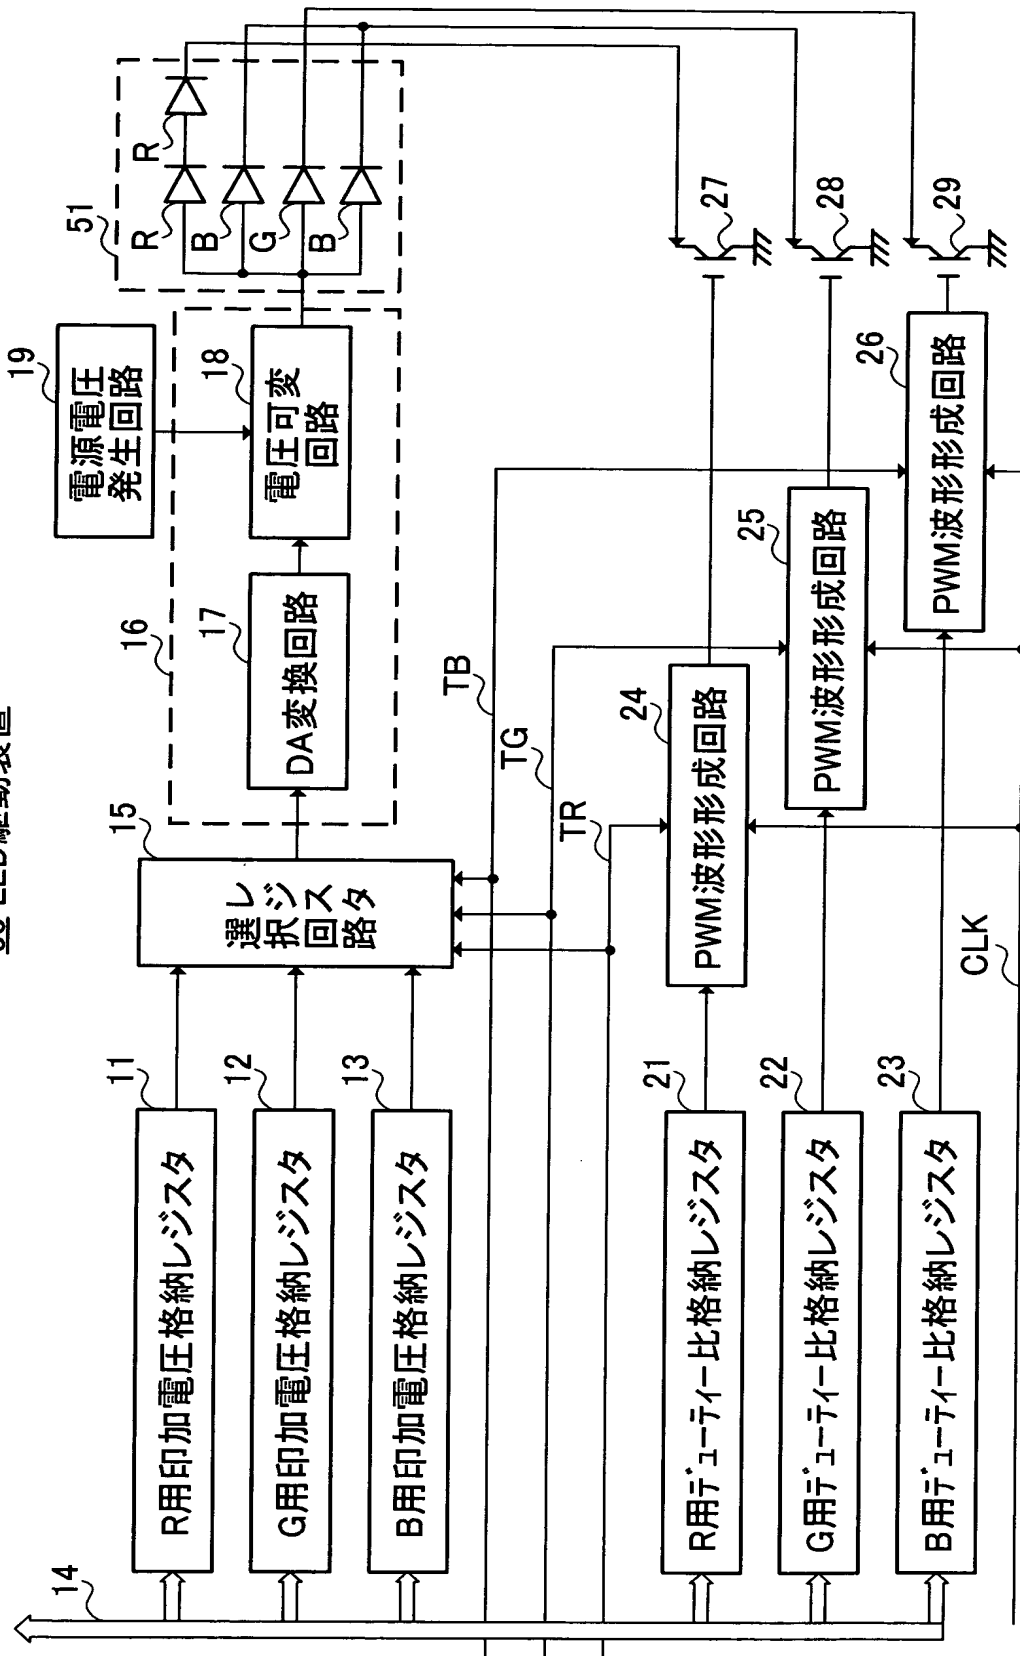 LED駆動装置
14
R用印加電圧格納レジスタ
11
G用印加電圧格納レジスタ
12
B用印加電圧格納レジスタ
13
レジスタ
選択回路
15
16
DA変換回路
17
電圧可変
回路
18
電源電圧
発生回路
19
51
R
R
B
G
B
TB
TG
TR
R用デューティー比格納レジスタ
21
G用デューティー比格納レジスタ
22
B用デューティー比格納レジスタ
23
PWM波形形成回路
24
PWM波形形成回路
25
PWM波形形成回路
26
27
28
29
CLK